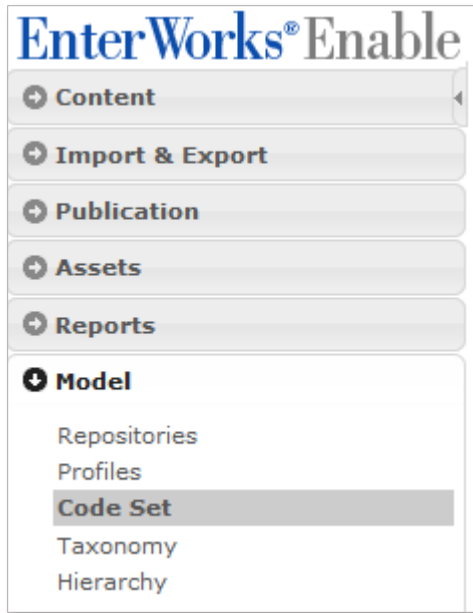 EnterWorks®Enable
Content
Import & Export
Publication
Assets
Reports
Model
Repositories
Profiles
Code Set
Taxonomy
Hierarchy